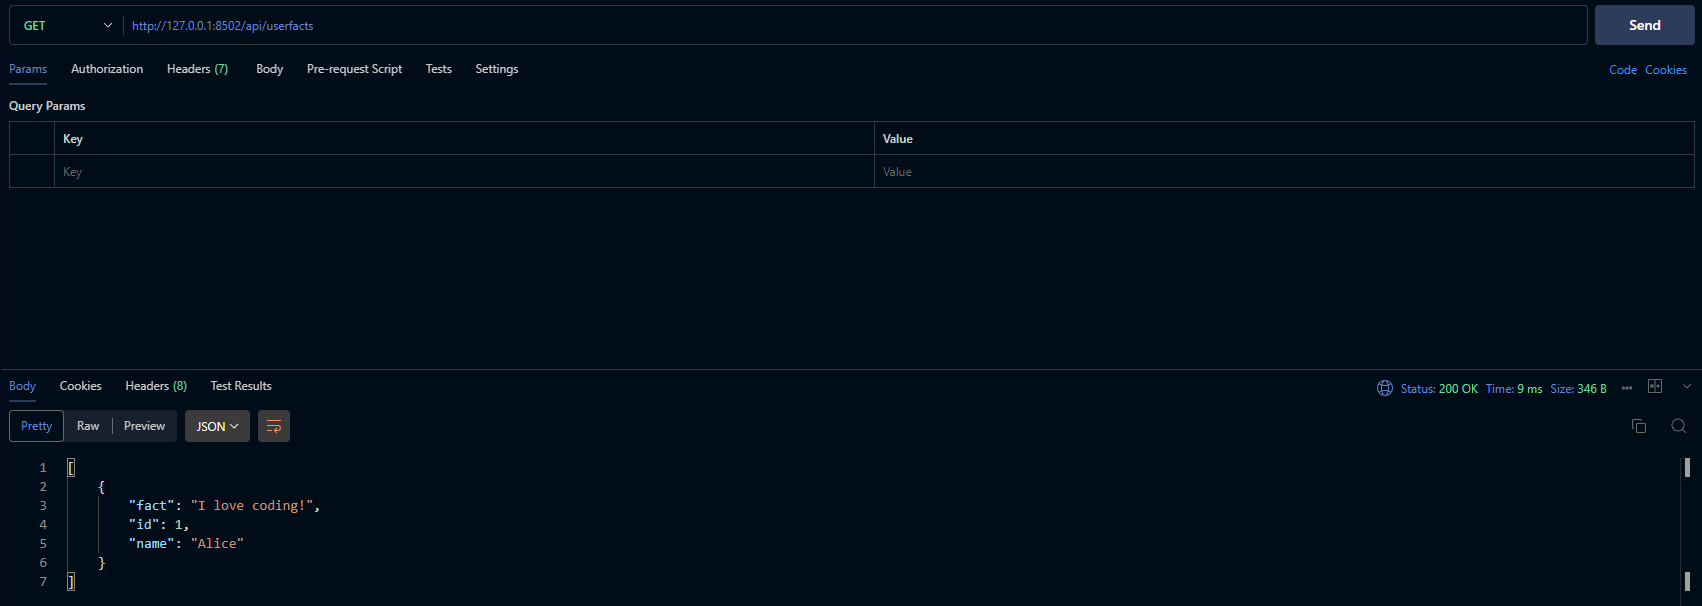 GET http://127.0.0.1:8502/api/userfacts Send
Params Authorization Headers (7) Body Pre-request Script Tests Settings Code Cookies
Query Params
Key Value
Key Value
Body Cookies Headers (8) Test Results Status: 200 OK Time: 9 ms Size: 346 B
Pretty Raw Preview JSON
1 [
2 {
3 "fact": "I love coding!",
4 "id": 1,
5 "name": "Alice"
6 }
7 ]